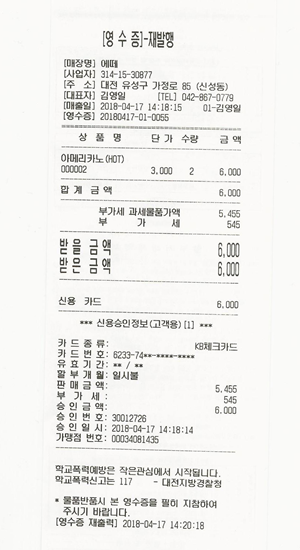 [영 수 증]-재발행
[매장명] 에떼
[사업자] 314-15-30877
[주 소] 대전 유성구 가정로 85 (신성동)
[대표자] 김영일 [TEL] 042-867-0779
[매출일] 2018-04-17 14:18:15 01-김영일
[영수증] 20180417-01-0055
상 품 명 단 가 수량 금 액
아메리카노(HOT)
000002 3,000 2 6,000
합 계 금 액 6,000
부가세 과세물품가액 5,455
부 가 세 545
받을 금액 6,000
받은 금액 6,000
신용 카드 6,000
*** 신용승인정보(고객용) [1] ***
카 드 종 류: KB체크카드
카 드 번 호: 6233-74**-****-****
유 효 기 간: ** / **
할 부 개 월: 일시불
판 매 금 액: 5,455
부 가 세: 545
승 인 금 액: 6,000
승 인 번 호: 30012726
승 인 일 시: 2018-04-17 14:18:14
가맹점 번호: 00034081435
학교폭력예방은 작은관심에서 시작됩니다.
학교폭력신고는 117 - 대전지방경찰청
* 물품반품시 본 영수증을 필히 지참하여
주시기 바랍니다.
[영수증 재출력] 2018-04-17 14:20:18